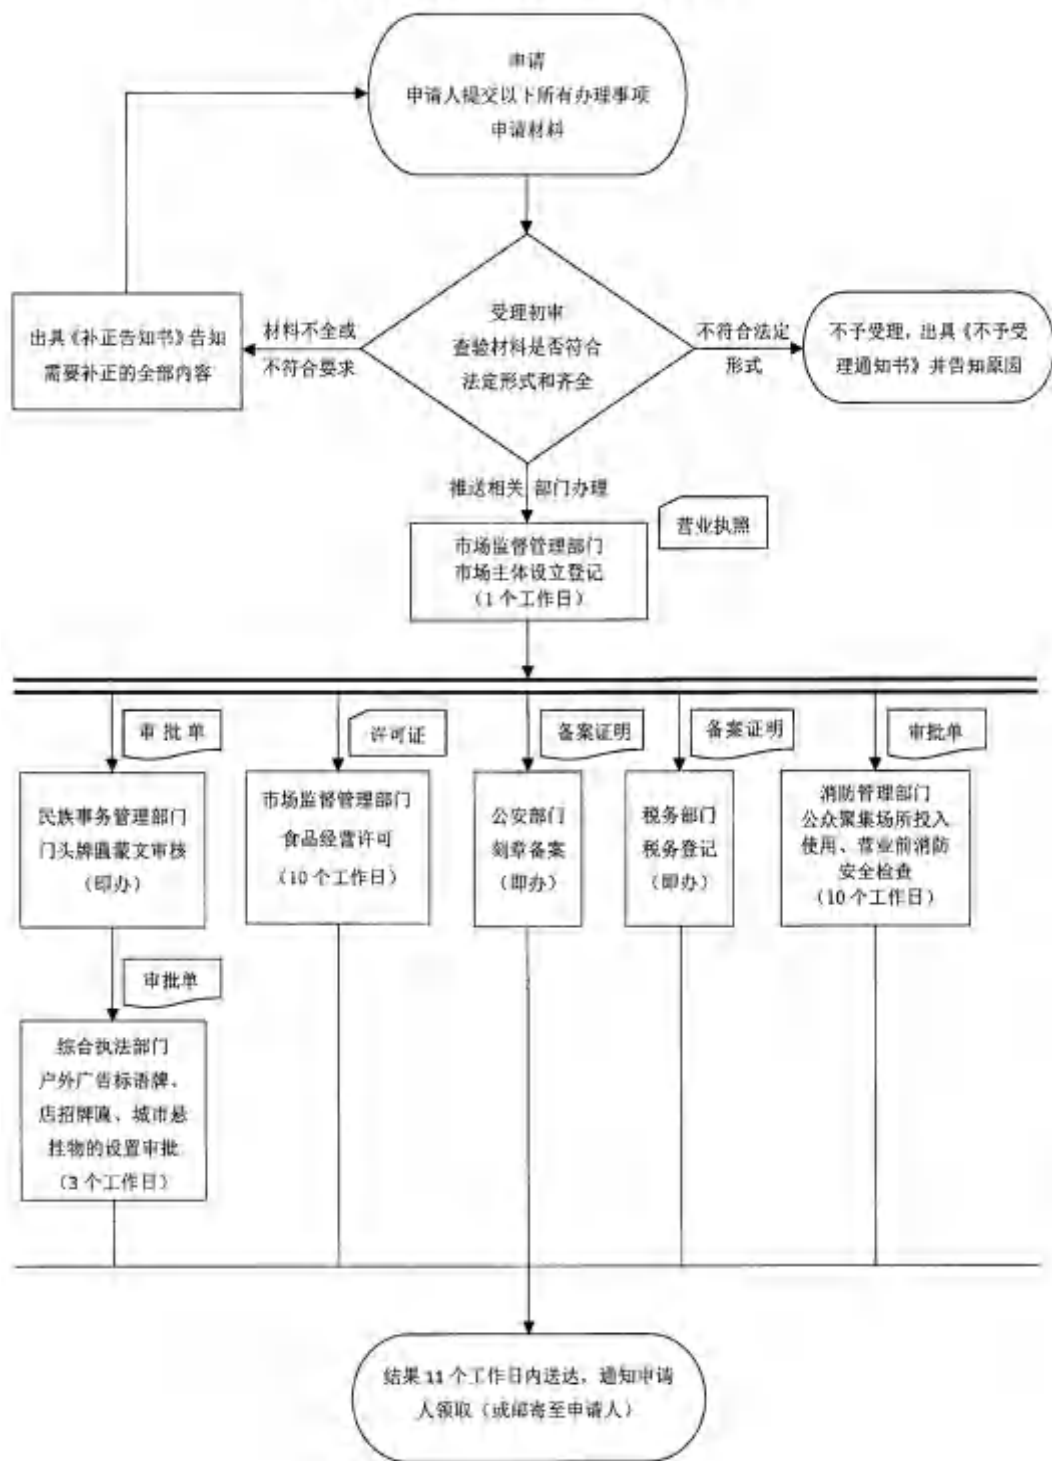 申请
申请人提交以下所有办理事项
申请材料
出具《补正告知书》告知
需要补正的全部内容
材料不全或
不符合要求
受理初审
查验材料是否符合
法定形式和齐全
不符合法定
形式
不予受理，出具《不予受
理通知书》并告知原因
推送相关 部门办理
营业执照
市场监督管理部门
市场主体设立登记
（1 个工作日）
审 批 单
许可证
备案证明
备案证明
审批单
民族事务管理部门
门头牌匾蒙文审核
（即办）
市场监督管理部门
食品经营许可
（10 个工作日）
公安部门
刻章备案
（即办）
税务部门
税务登记
（即办）
消防管理部门
公众聚集场所投入
使用、营业前消防
安全检查
（10 个工作日）
审批单
综合执法部门
户外广告标语牌、
店招牌匾、城市悬
挂物的设置审批
（3 个工作日）
结果 11 个工作日内送达，通知申请
人领取（或邮寄至申请人）